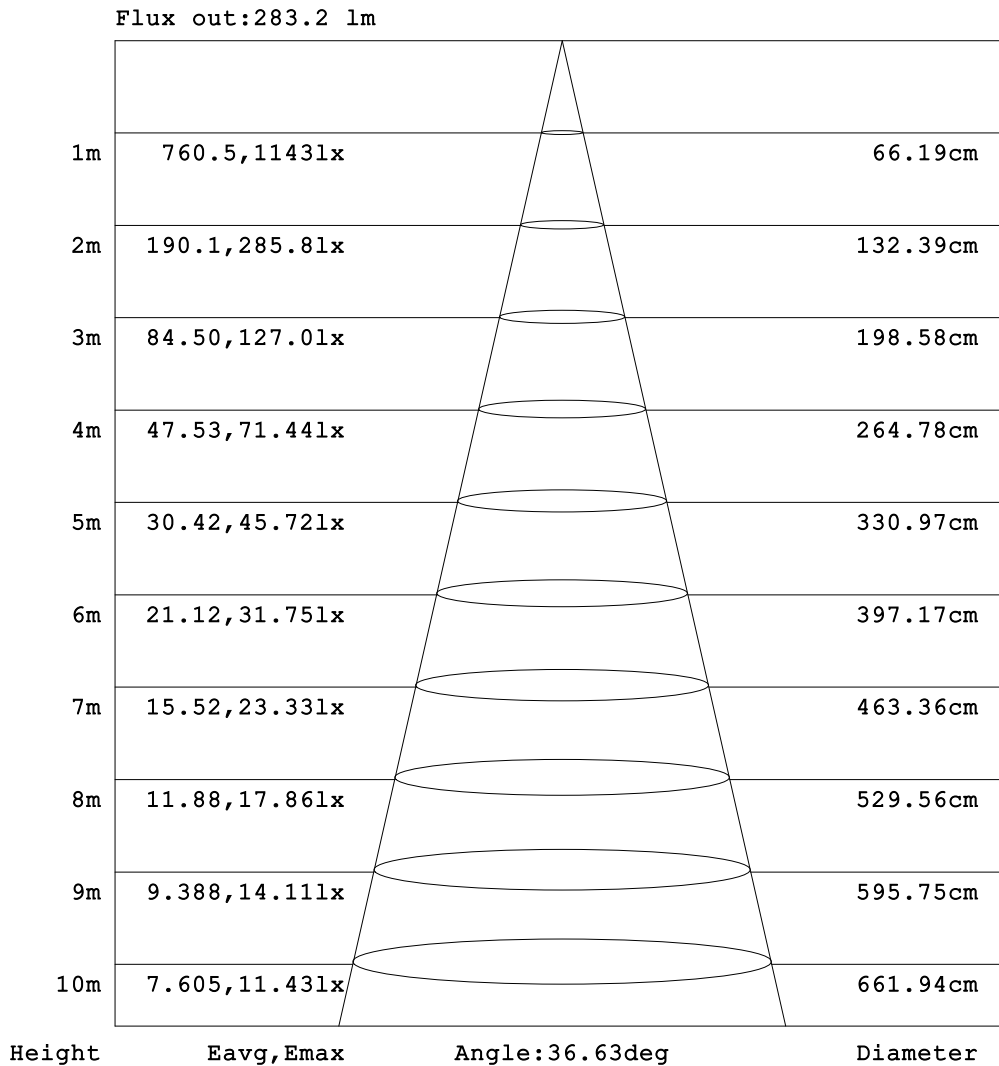 Flux out:283.2 lm
1m 760.5,1143lx 66.19cm
2m 190.1,285.8lx 132.39cm
3m 84.50,127.0lx 198.58cm
4m 47.53,71.44lx 264.78cm
5m 30.42,45.72lx 330.97cm
6m 21.12,31.75lx 397.17cm
7m 15.52,23.33lx 463.36cm
8m 11.88,17.86lx 529.56cm
9m 9.388,14.11lx 595.75cm
10m 7.605,11.43lx 661.94cm
Height Eavg,Emax Angle:36.63deg Diameter